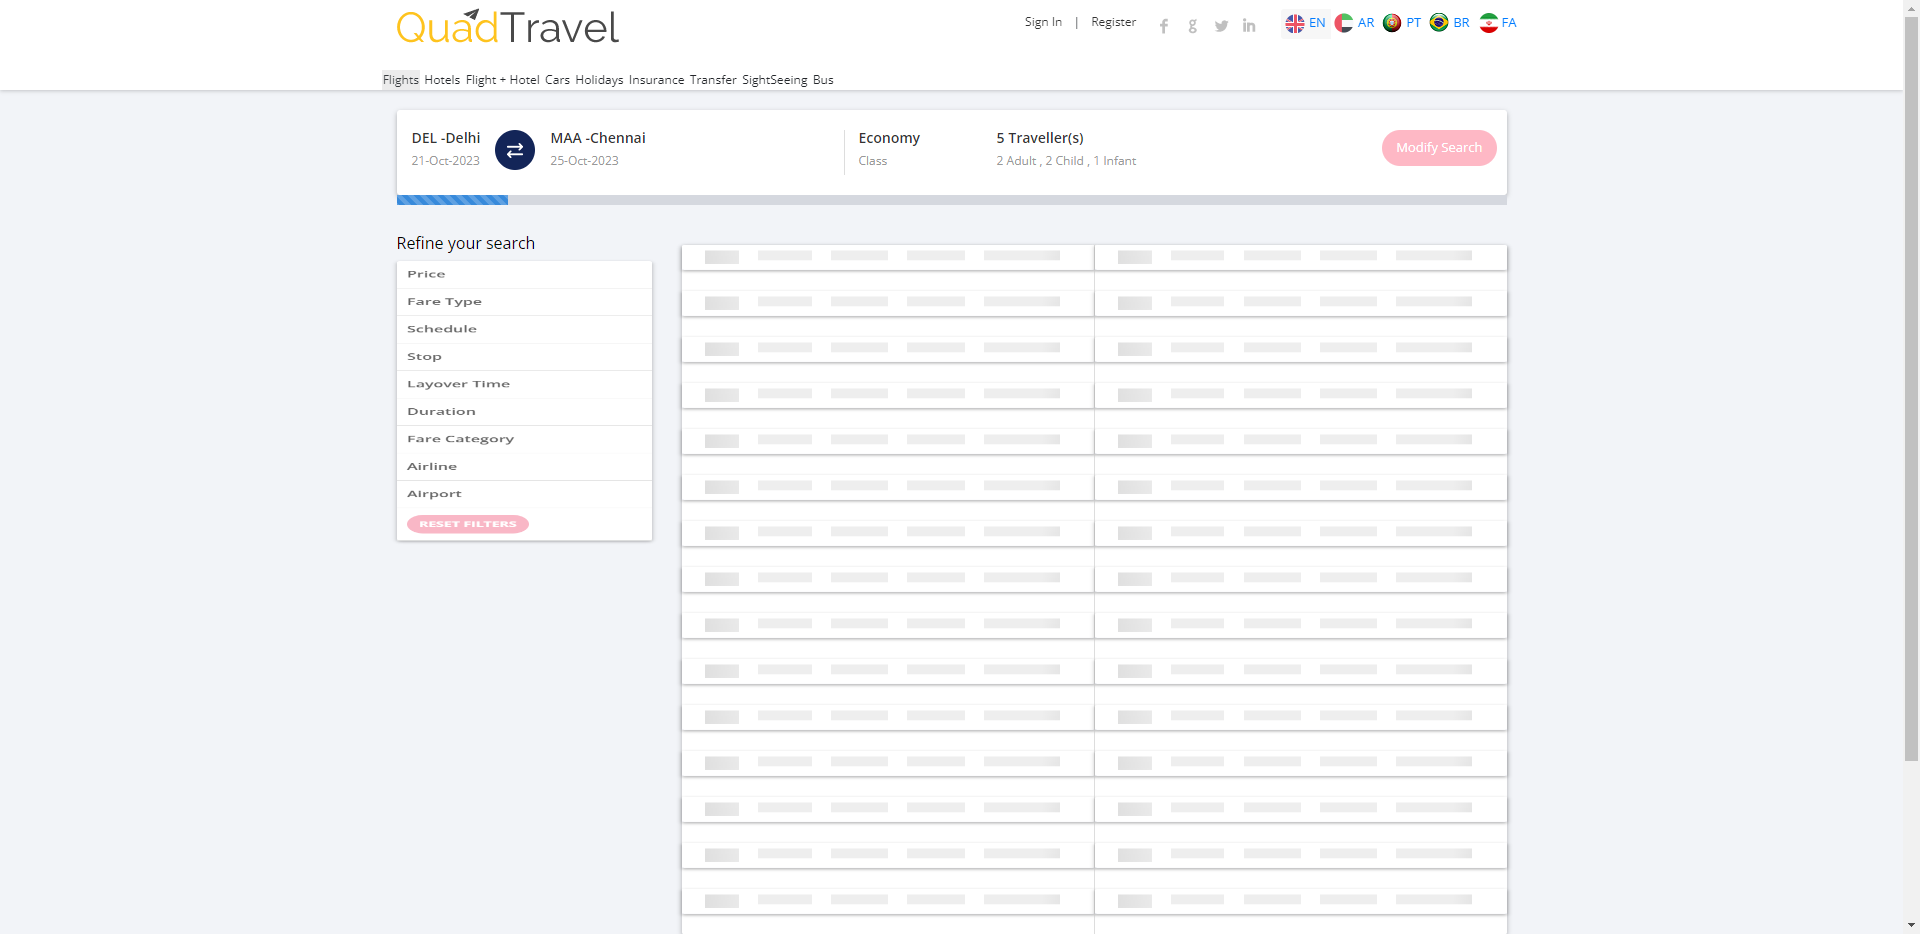 QuadTravel
Sign In | Register
EN AR PT BR FA
Flights Hotels Flight + Hotel Cars Holidays Insurance Transfer SightSeeing Bus
DEL -Delhi
21-Oct-2023
MAA -Chennai
25-Oct-2023
Economy
Class
5 Traveller(s)
2 Adult , 2 Child , 1 Infant
Modify Search
Refine your search
Price
Fare Type
Schedule
Stop
Layover Time
Duration
Fare Category
Airline
Airport
RESET FILTERS